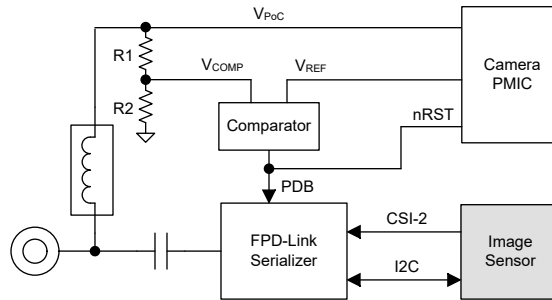 VPoC
R1
VCOMP
VREF
Camera
PMIC
R2
Comparator
nRST
PDB
FPD-Link
Serializer
CSI-2
I2C
Image
Sensor